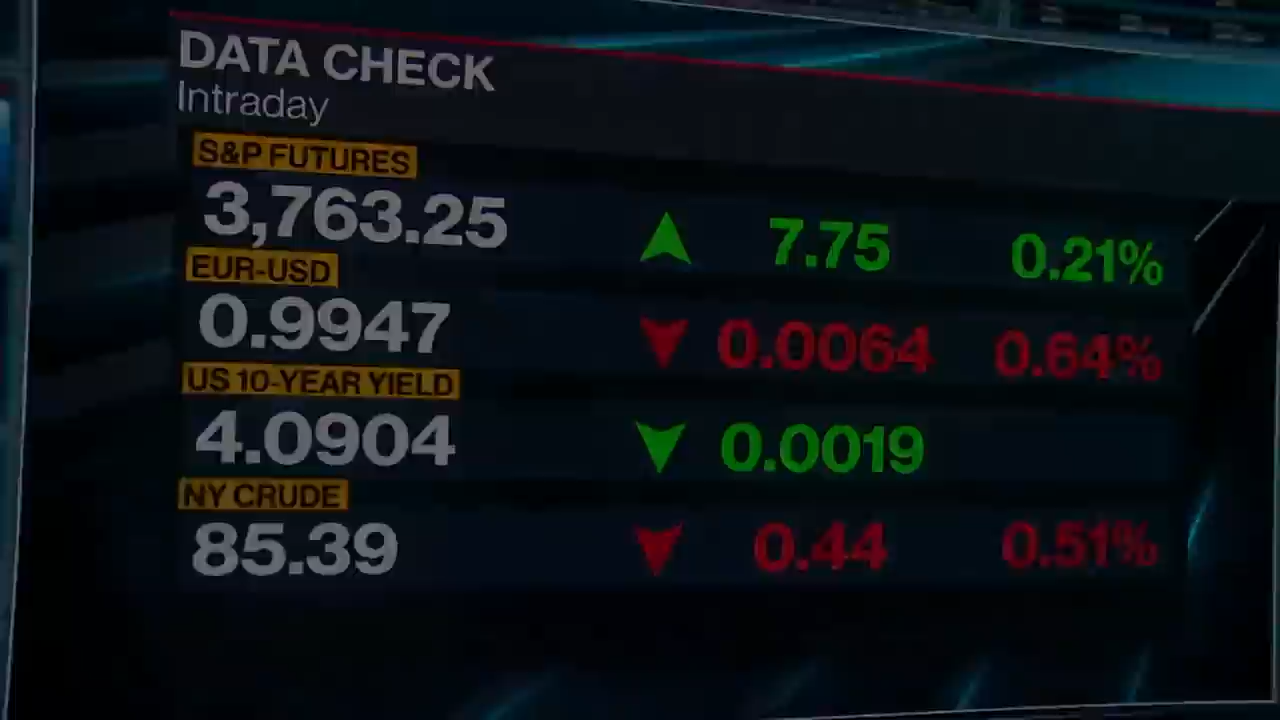 DATA CHECK
Intraday
S&P FUTURES
3,763.25 7.75 0.21%
EUR-USD
0.9947 0.0064 0.64%
US 10-YEAR YIELD
4.0904 0.0019
NY CRUDE
85.39 0.44 0.51%